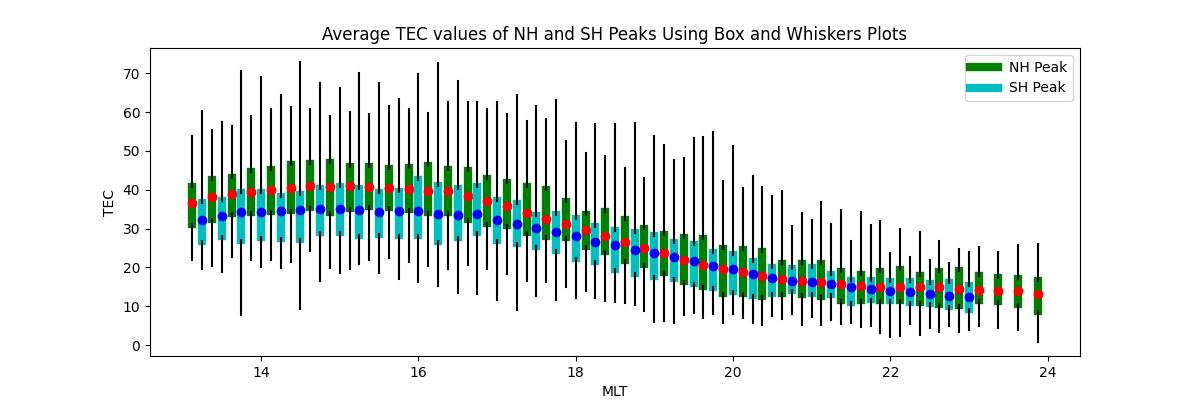 Average TEC values of NH and SH Peaks Using Box and Whiskers Plots
NH Peak
SH Peak
TEC
70
60
50
40
30
20
10
0
14 16 18 20 22 24
MLT